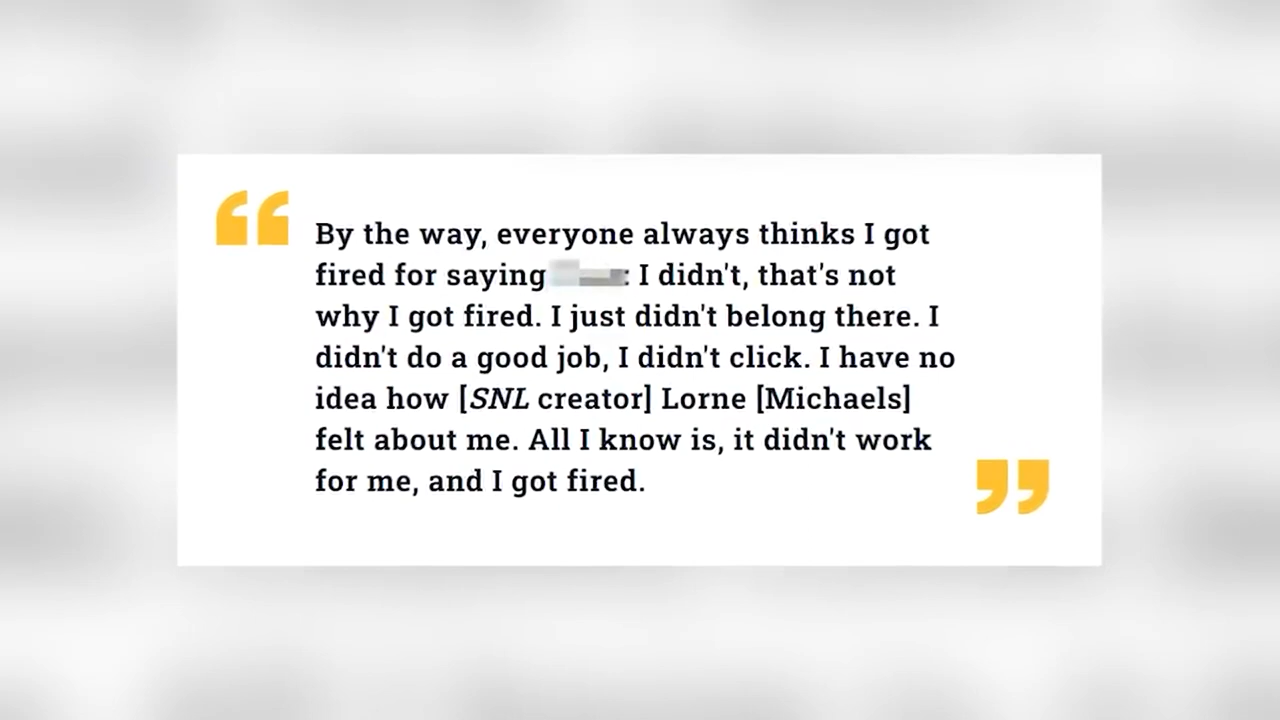 “
By the way, everyone always thinks I got
fired for saying : I didn't, that's not
why I got fired. I just didn't belong there. I
didn't do a good job, I didn't click. I have no
idea how [SNL creator] Lorne [Michaels]
felt about me. All I know is, it didn't work
for me, and I got fired.
”